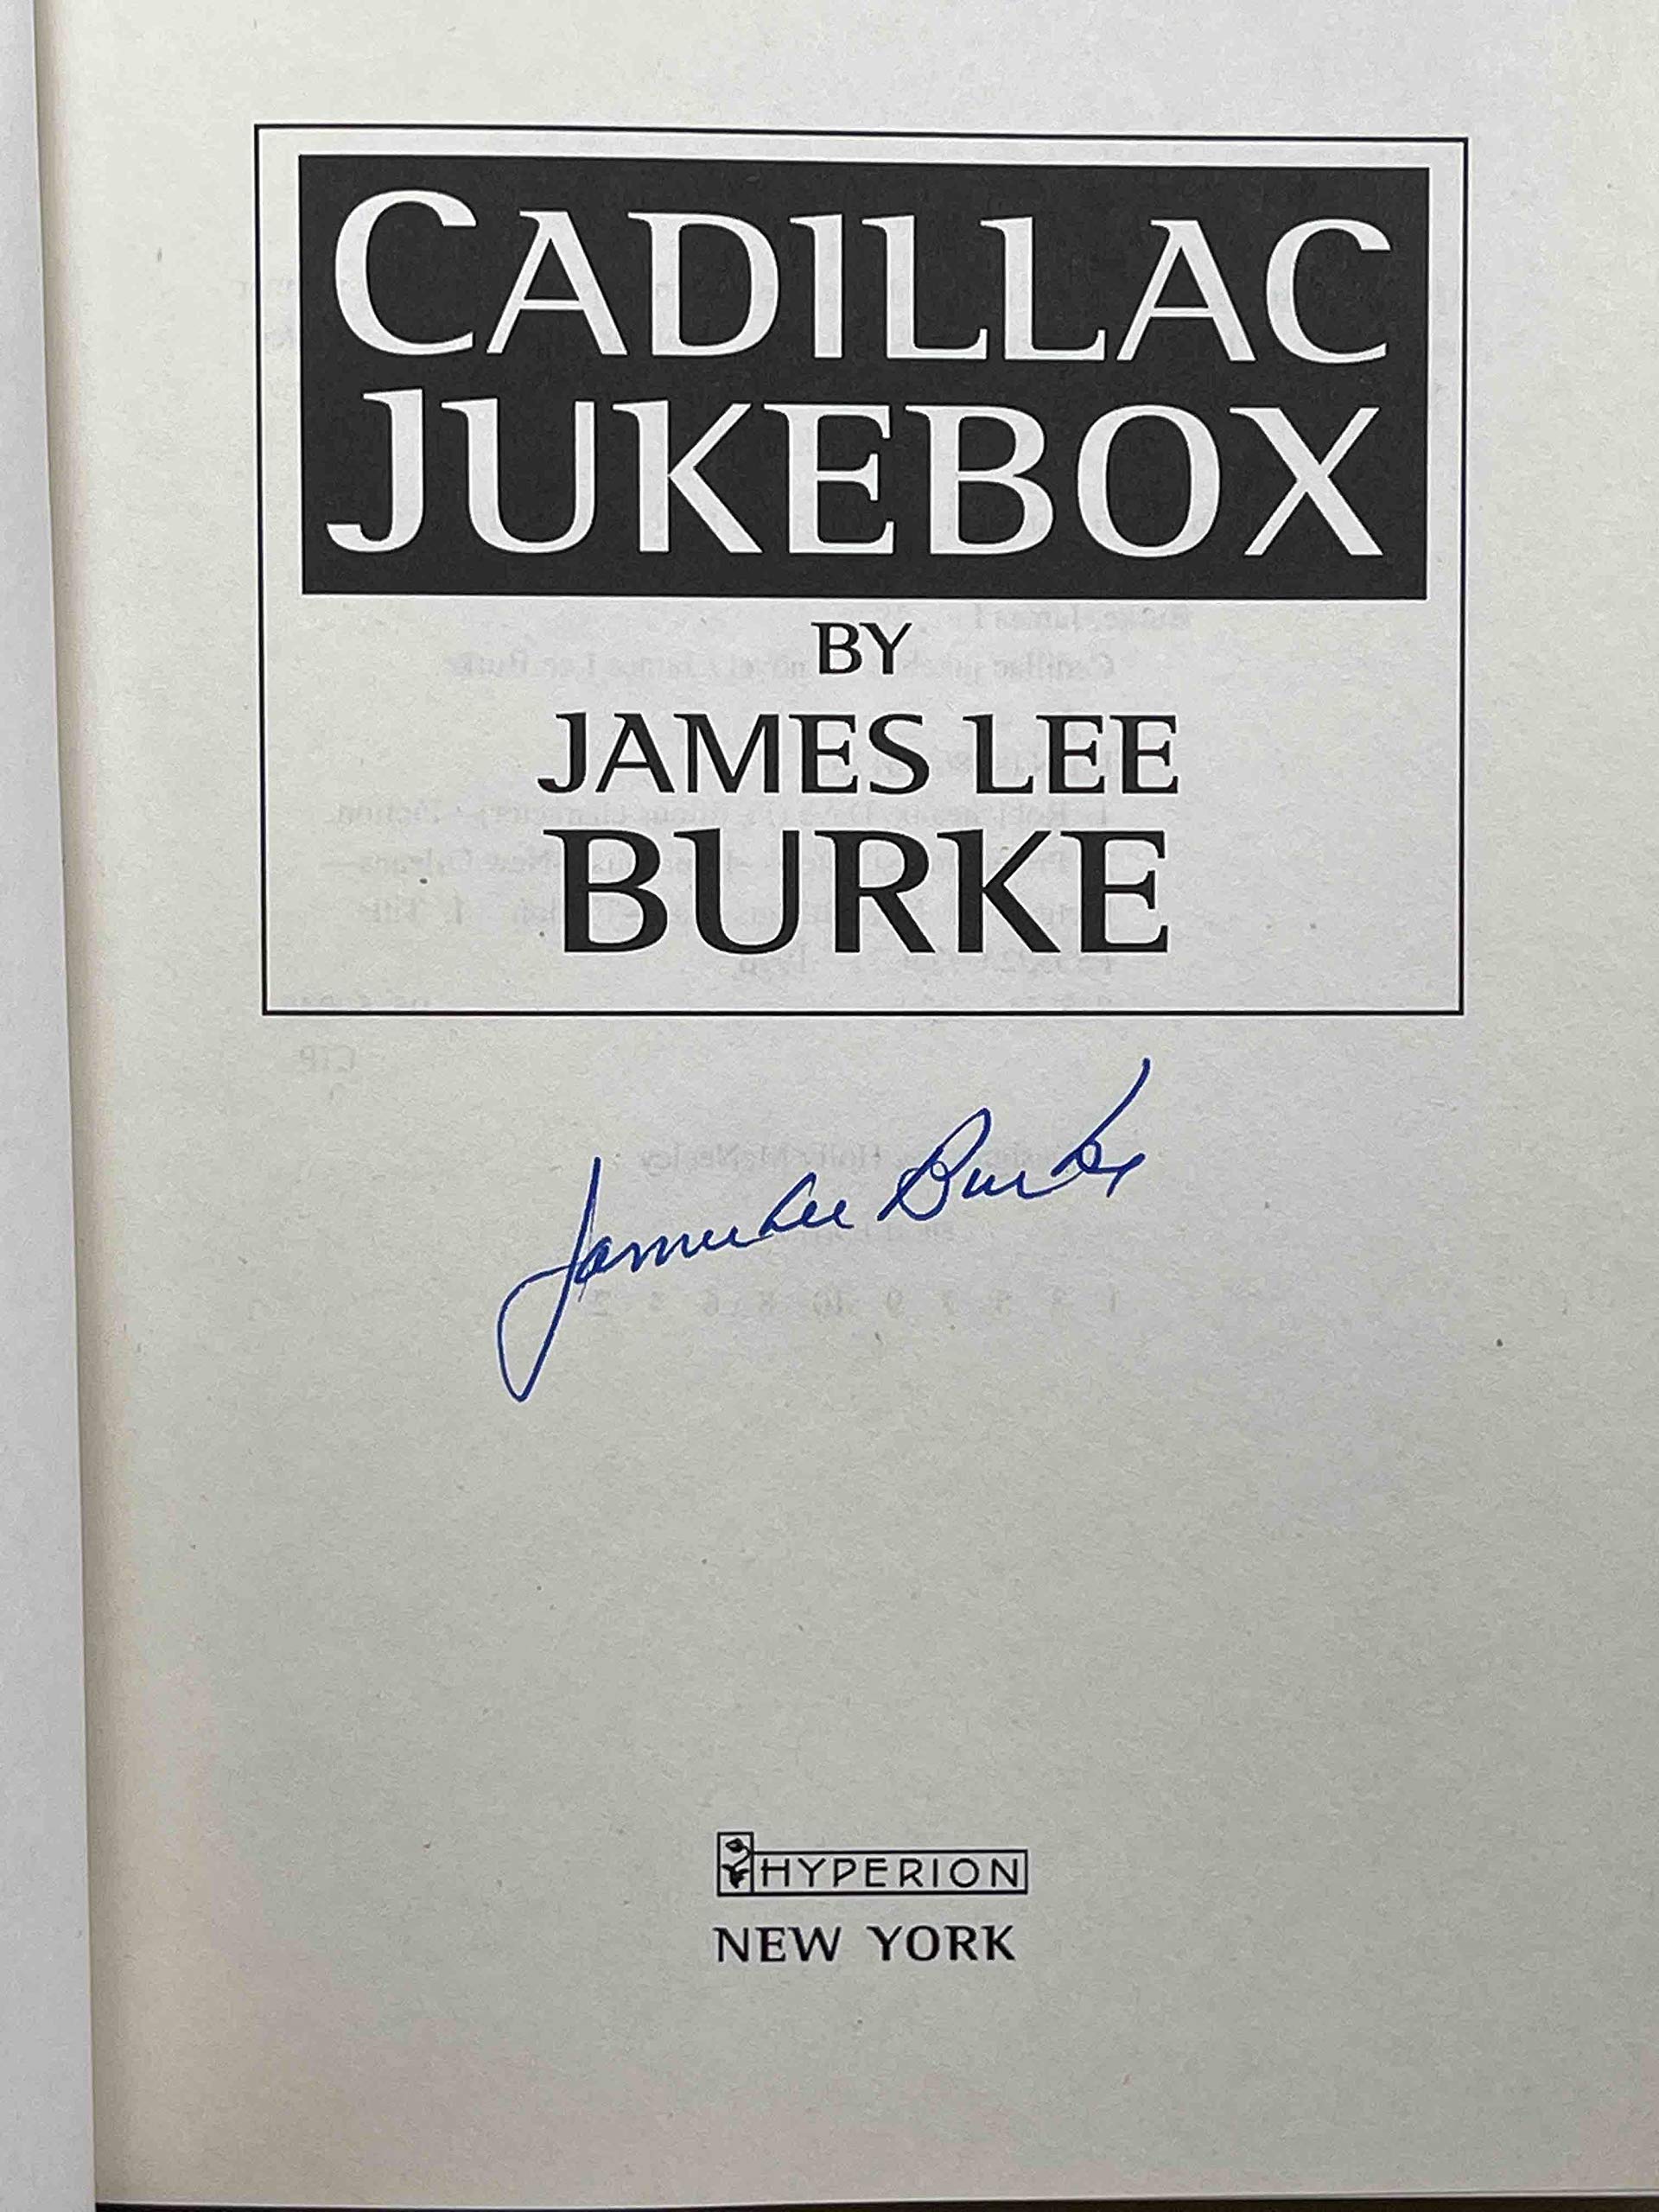 CADILLAC
JUKEBOX
BY
JAMES LEE
BURKE
James Lee Burke
HYPERION
NEW YORK